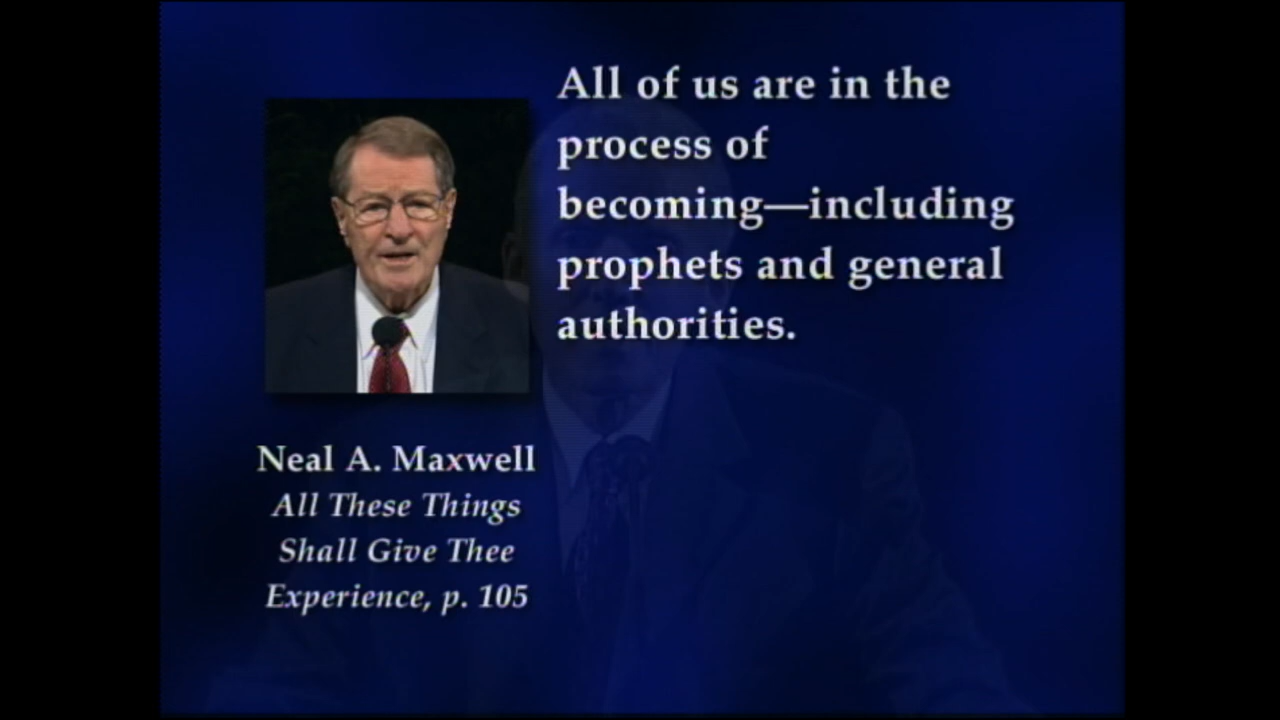 All of us are in the
process of
becoming—including
prophets and general
authorities.
Neal A. Maxwell
All These Things
Shall Give Thee
Experience, p. 105